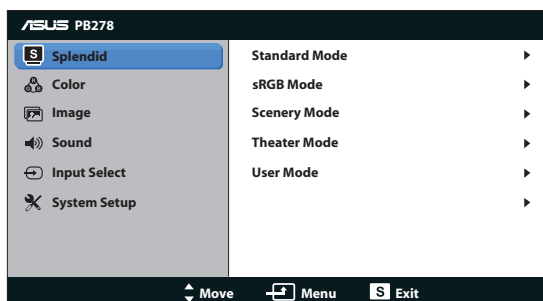 ASUS PB278
S Splendid
Color
Image
Sound
Input Select
System Setup
Standard Mode
sRGB Mode
Scenery Mode
Theater Mode
User Mode
Move Menu S Exit